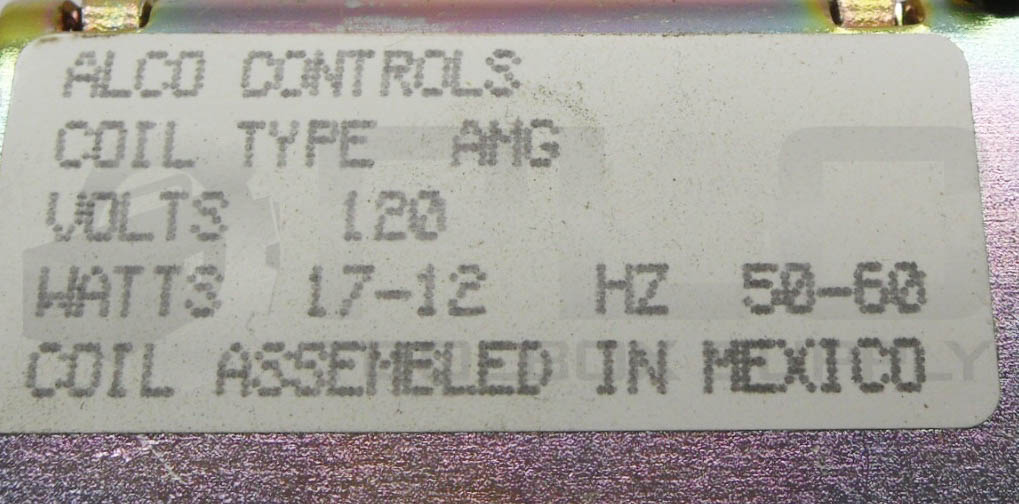 ALCO CONTROLS
COIL TYPE AMG
VOLTS 120
WATTS 17-12 HZ 50-60
COIL ASSEMBLED IN MEXICO